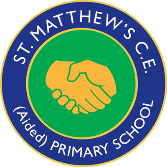 ST. MATTHEW'S C.E.
(Aided) PRIMARY SCHOOL